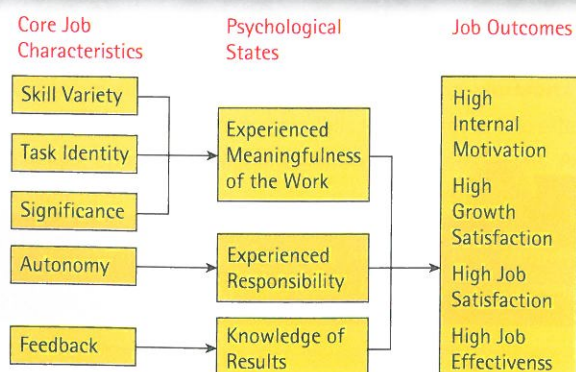 Core Job
Characteristics
Psychological
States
Job Outcomes
Skill Variety
Task Identity
Significance
Autonomy
Feedback
Experienced
Meaningfulness
of the Work
Experienced
Responsibility
Knowledge of
Results
High
Internal
Motivation
High
Growth
Satisfaction
High Job
Satisfaction
High Job
Effectivenss